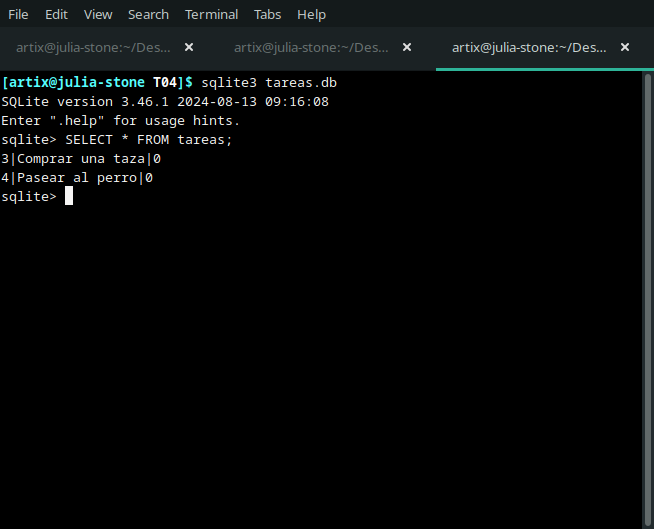 File Edit View Search Terminal Tabs Help
artix@julia-stone:~/Des... × artix@julia-stone:~/Des... × artix@julia-stone:~/Des... ×
[artix@julia-stone T04]$ sqlite3 tareas.db
SQLite version 3.46.1 2024-08-13 09:16:08
Enter ".help" for usage hints.
sqlite> SELECT * FROM tareas;
3|Comprar una taza|0
4|Pasear al perro|0
sqlite>